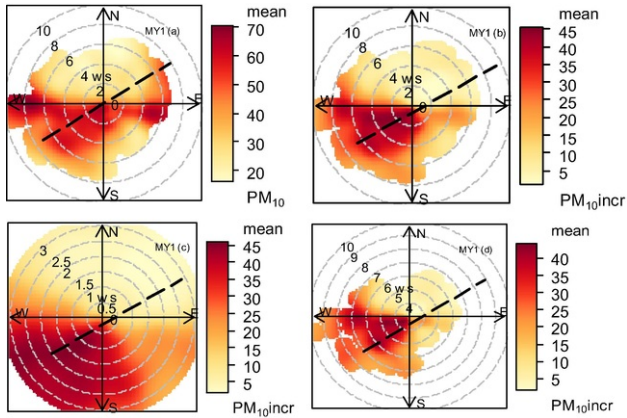 N
MY1 (a)
10
8
6
4 ws
2
0
W
E
S
mean
70
60
50
40
30
20
PM10
N
MY1 (b)
10
8
6
4 ws
2
0
W
E
S
mean
45
40
35
30
25
20
15
10
5
PM10incr
N
MY1 (c)
3
2.5
2
1.5
1 ws
0.5
0
W
E
S
mean
45
40
35
30
25
20
15
10
5
PM10incr
N
MY1 (d)
10
9
8
7
6 ws
5
4
W
E
S
mean
40
35
30
25
20
15
10
5
PM10incr